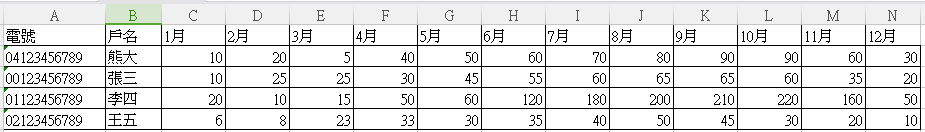 A B C D E F G H I J K L M N
電號 戶名 1月 2月 3月 4月 5月 6月 7月 8月 9月 10月 11月 12月
04123456789 熊大 10 20 5 40 50 60 70 80 90 90 60 30
00123456789 張三 10 25 25 30 45 55 60 65 65 60 35 20
01123456789 李四 20 10 15 50 60 120 180 200 210 220 160 50
02123456789 王五 6 8 23 33 30 35 40 50 45 30 20 10